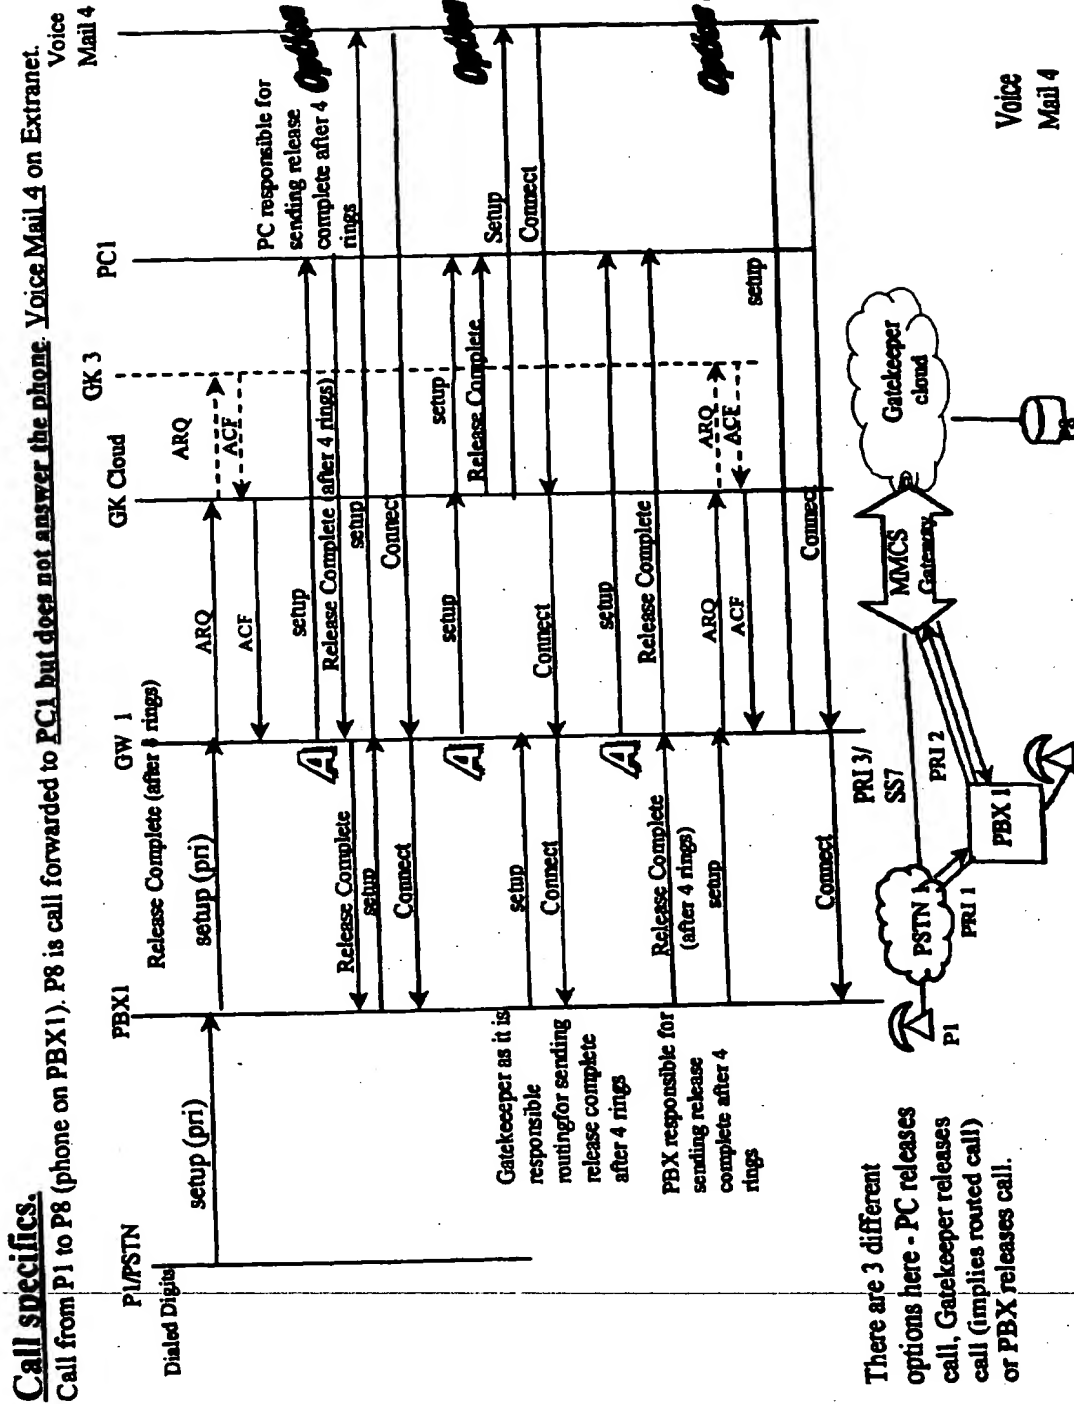 Call specifics.
Call from P1 to P8 (phone on PBX1). P8 is call forwarded to PC1 but does not answer the phone. Voice Mail 4 on Extranet.
P1/PSTN
PBX1
GW 1
GK Cloud
GK 3
PC1
Voice
Mail 4
Dialed Digits
Release Complete (after 8 rings)
setup (pri)
setup (pri)
ARQ
ARQ
ACF
ACF
PC responsible for
sending release
complete after 4
rings
Option
A
setup
Release Complete (after 4 rings)
Release Complete
setup
setup
Connect
Connect
Option
A
Gatekeeeper as it is
responsible
routingfor sending
release complete
after 4 rings
setup
setup
setup
Release Complete
Setup
Connect
Connect
Connect
Option
A
PBX responsible for
sending release
complete after 4
rings
setup
Release Complete
Release Complete
(after 4 rings)
setup
ARQ
ARQ
ACF
ACF
setup
Connect
Connect
There are 3 different
options here - PC releases
call, Gatekeeper releases
call (implies routed call)
or PBX releases call.
P1
PSTN 1
PRI 1
PBX 1
PRI 2
PRI 3/
SS7
MMCS
Gateway
Gatekeeper
cloud
P8
Voice
Mail 4